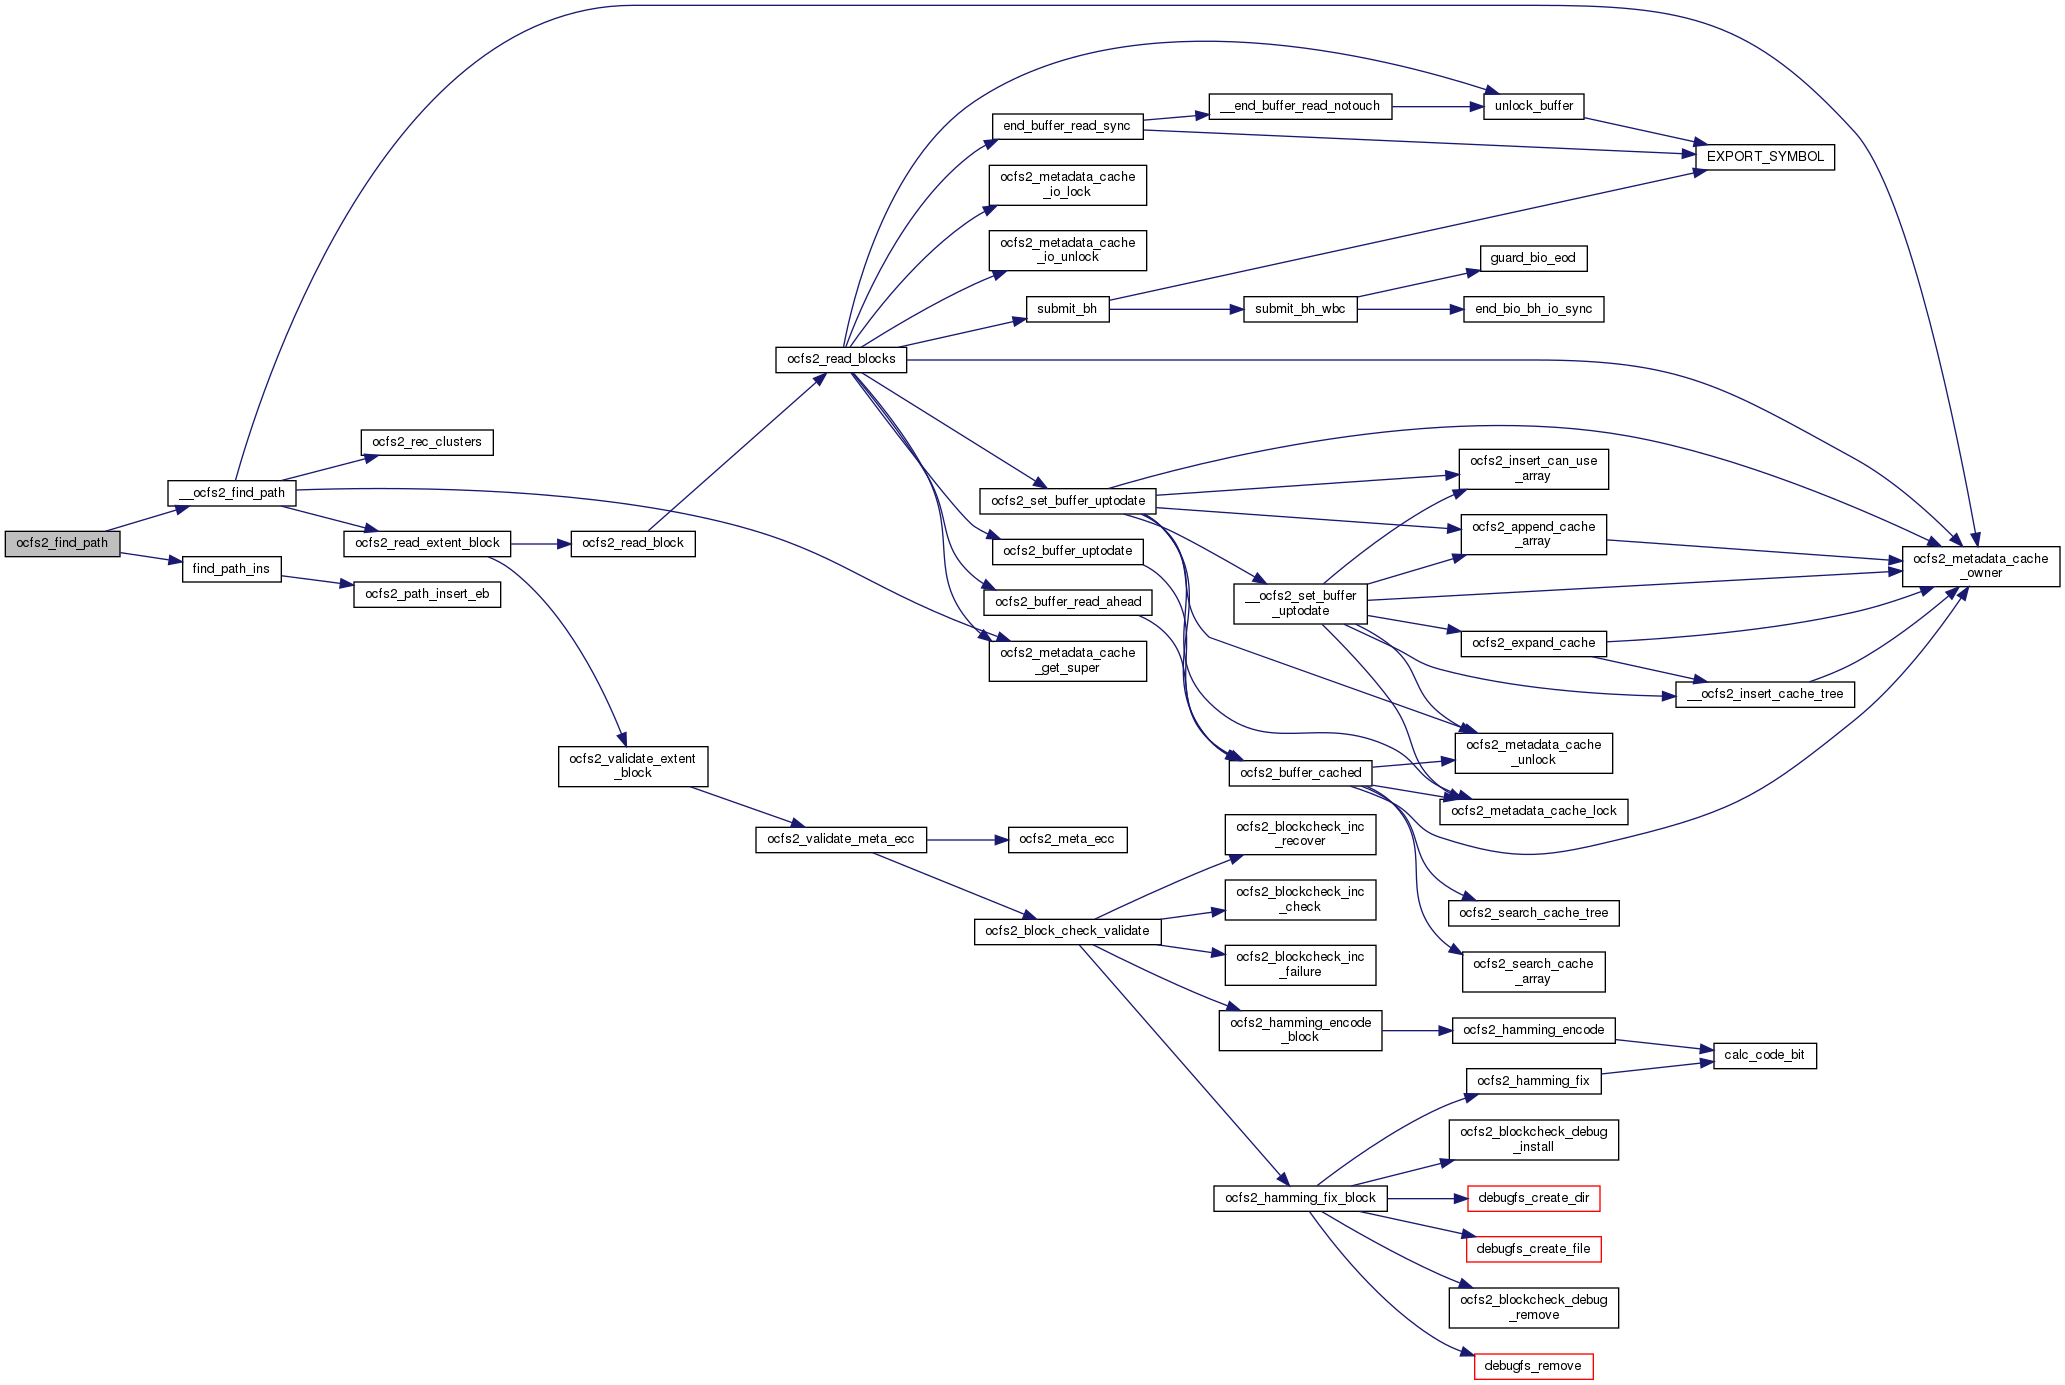 ocfs2_find_path
__ocfs2_find_path
find_path_ins
ocfs2_rec_clusters
ocfs2_read_extent_block
ocfs2_path_insert_eb
ocfs2_read_block
ocfs2_validate_extent
_block
ocfs2_read_blocks
ocfs2_validate_meta_ecc
end_buffer_read_sync
ocfs2_metadata_cache
_io_lock
ocfs2_metadata_cache
_io_unlock
submit_bh
ocfs2_set_buffer_uptodate
ocfs2_buffer_uptodate
ocfs2_buffer_read_ahead
ocfs2_metadata_cache
_get_super
ocfs2_meta_ecc
ocfs2_block_check_validate
__end_buffer_read_notouch
submit_bh_wbc
__ocfs2_set_buffer
_uptodate
ocfs2_buffer_cached
ocfs2_blockcheck_inc
_recover
ocfs2_blockcheck_inc
_check
ocfs2_blockcheck_inc
_failure
ocfs2_hamming_encode
_block
ocfs2_hamming_fix_block
unlock_buffer
guard_bio_eod
end_bio_bh_io_sync
ocfs2_insert_can_use
_array
ocfs2_append_cache
_array
ocfs2_expand_cache
ocfs2_metadata_cache
_unlock
ocfs2_metadata_cache_lock
ocfs2_search_cache_tree
ocfs2_search_cache
_array
ocfs2_hamming_encode
ocfs2_hamming_fix
ocfs2_blockcheck_debug
_install
debugfs_create_dir
debugfs_create_file
ocfs2_blockcheck_debug
_remove
debugfs_remove
EXPORT_SYMBOL
__ocfs2_insert_cache_tree
calc_code_bit
ocfs2_metadata_cache
_owner